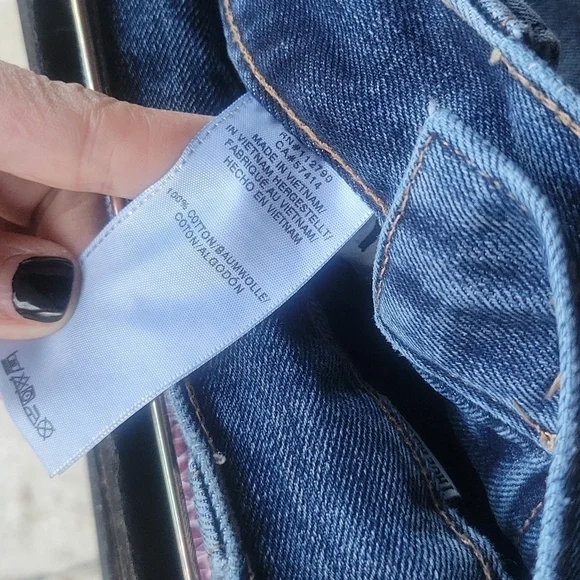 RN#112790
CA#57414
MADE IN VIETNAM/
IN VIETNAM HERGESTELLT/
FABRIQUÉ AU VIETNAM/
HECHO EN VIETNAM
100% COTTON/BAUMWOLLE/
COTON/ALGODÓN